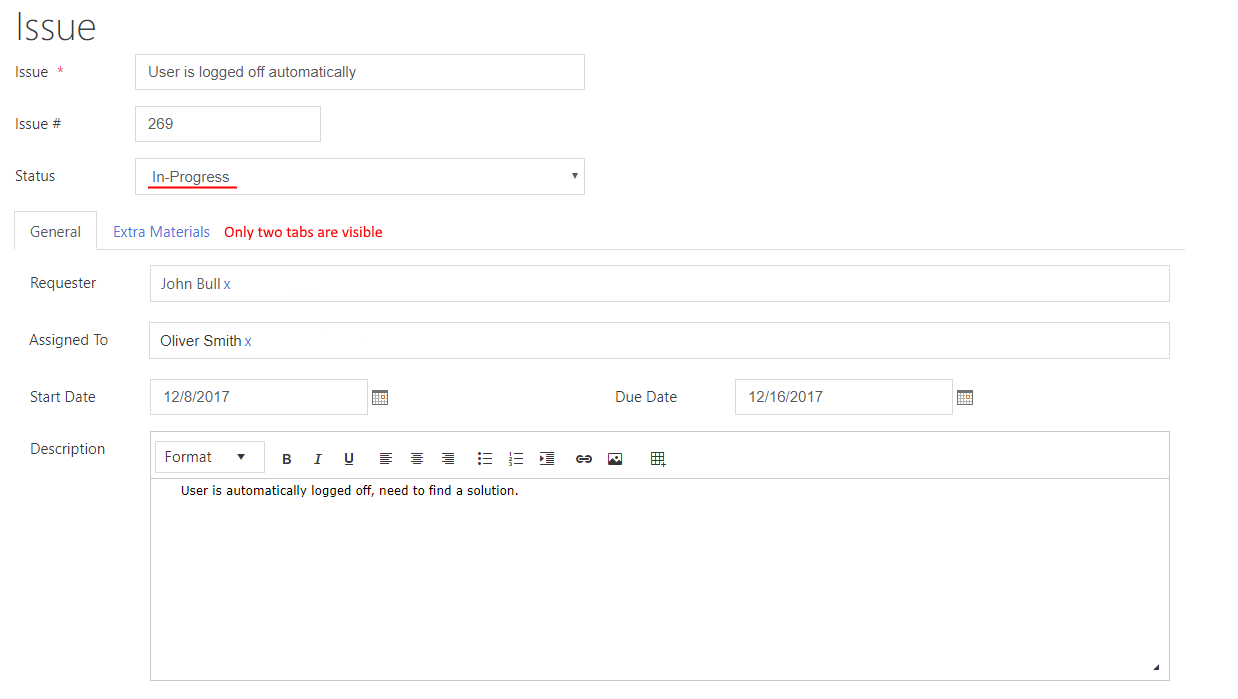 Issue
Issue * User is logged off automatically
Issue # 269
Status In-Progress
General Extra Materials Only two tabs are visible
Requester John Bull x
Assigned To Oliver Smith x
Start Date 12/8/2017 Due Date 12/16/2017
Description
Format B I U
User is automatically logged off, need to find a solution.